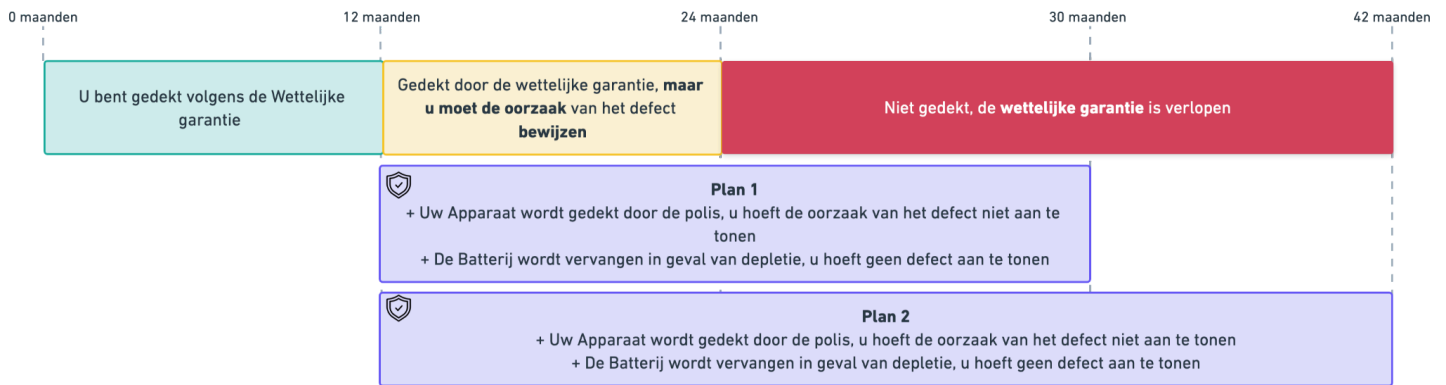 0 maanden
12 maanden
24 maanden
30 maanden
42 maanden
U bent gedekt volgens de Wettelijke
garantie
Gedekt door de wettelijke garantie, maar
u moet de oorzaak van het defect
bewijzen
Niet gedekt, de wettelijke garantie is verlopen
Plan 1
+ Uw Apparaat wordt gedekt door de polis, u hoeft de oorzaak van het defect niet aan te
tonen
+ De Batterij wordt vervangen in geval van depletie, u hoeft geen defect aan te tonen
Plan 2
+ Uw Apparaat wordt gedekt door de polis, u hoeft de oorzaak van het defect niet aan te tonen
+ De Batterij wordt vervangen in geval van depletie, u hoeft geen defect aan te tonen